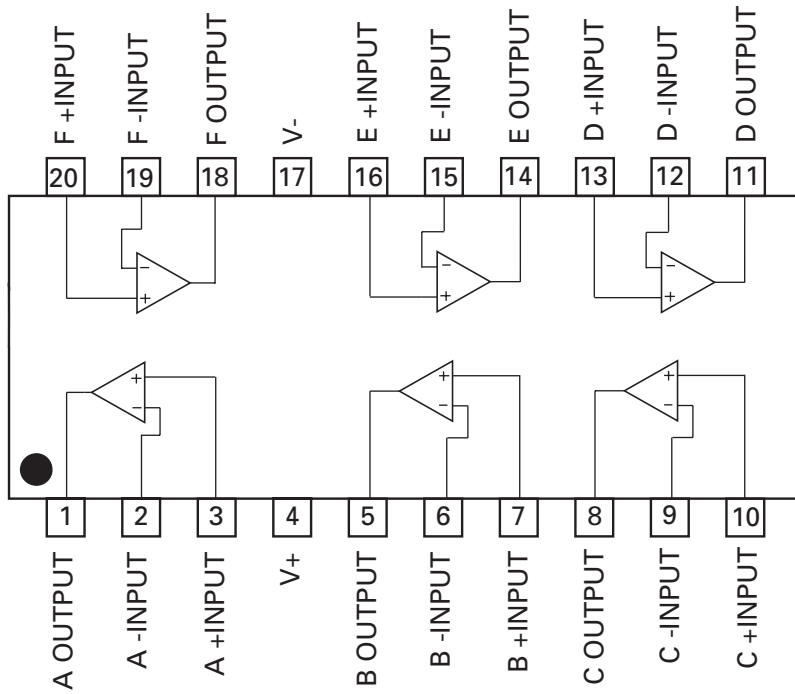 F +INPUT
F -INPUT
F OUTPUT
V-
E +INPUT
E -INPUT
E OUTPUT
D +INPUT
D -INPUT
D OUTPUT
20 19 18 17 16 15 14 13 12 11
- - -
+ + +
+ + +
- - -
1 2 3 4 5 6 7 8 9 10
A OUTPUT
A -INPUT
A +INPUT
V+
B OUTPUT
B -INPUT
B +INPUT
C OUTPUT
C -INPUT
C +INPUT